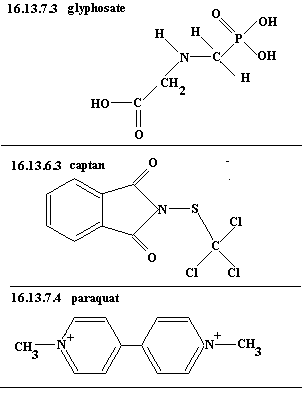 16.13.7.3 glyphosate
O
H H P OH
N C OH
CH2 H
HO C
O
16.13.6.3 captan
O
N S
Cl
O C
Cl Cl
16.13.7.4 paraquat
CH3 N+ N+ CH3